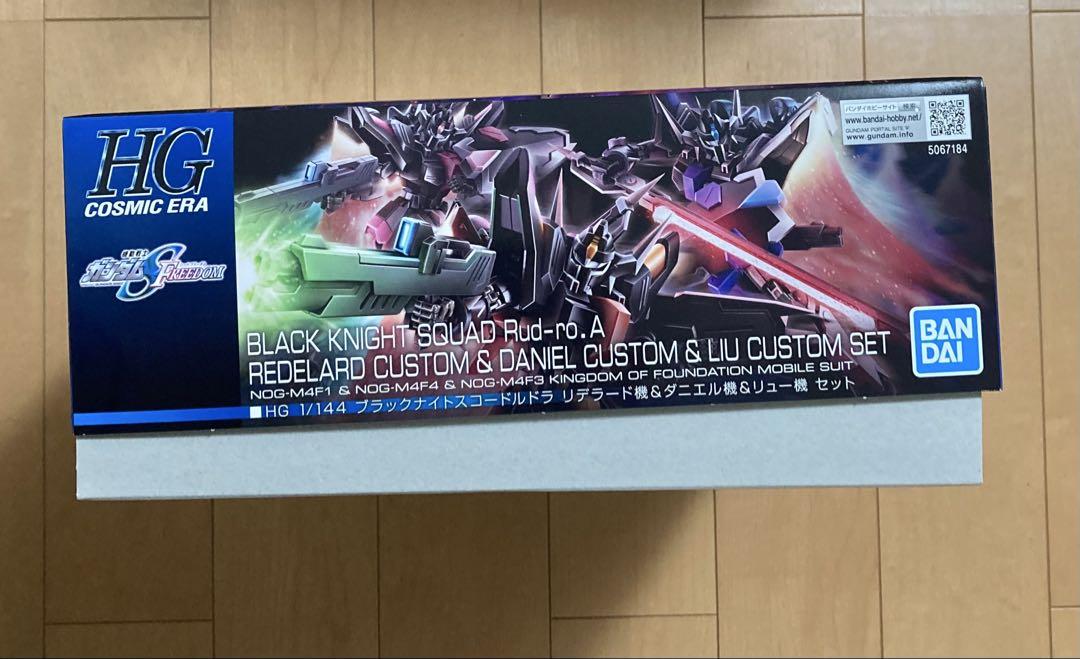 HG
COSMIC ERA
機動戦士
ガンダムSEED
FREEDOM
バンダイホビーサイト 検索
www.bandai-hobby.net/
GUNDAM PORTAL SITE
www.gundam.info
5067184
BLACK KNIGHT SQUAD Rud-ro.A
REDELARD CUSTOM & DANIEL CUSTOM & LIU CUSTOM SET
NOG-M4F1 & NOG-M4F4 & NOG-M4F3 KINGDOM OF FOUNDATION MOBILE SUIT
HG 1/144 ブラックナイトスコードルドラ リデラード機&ダニエル機&リュー機 セット
BAN
DAI